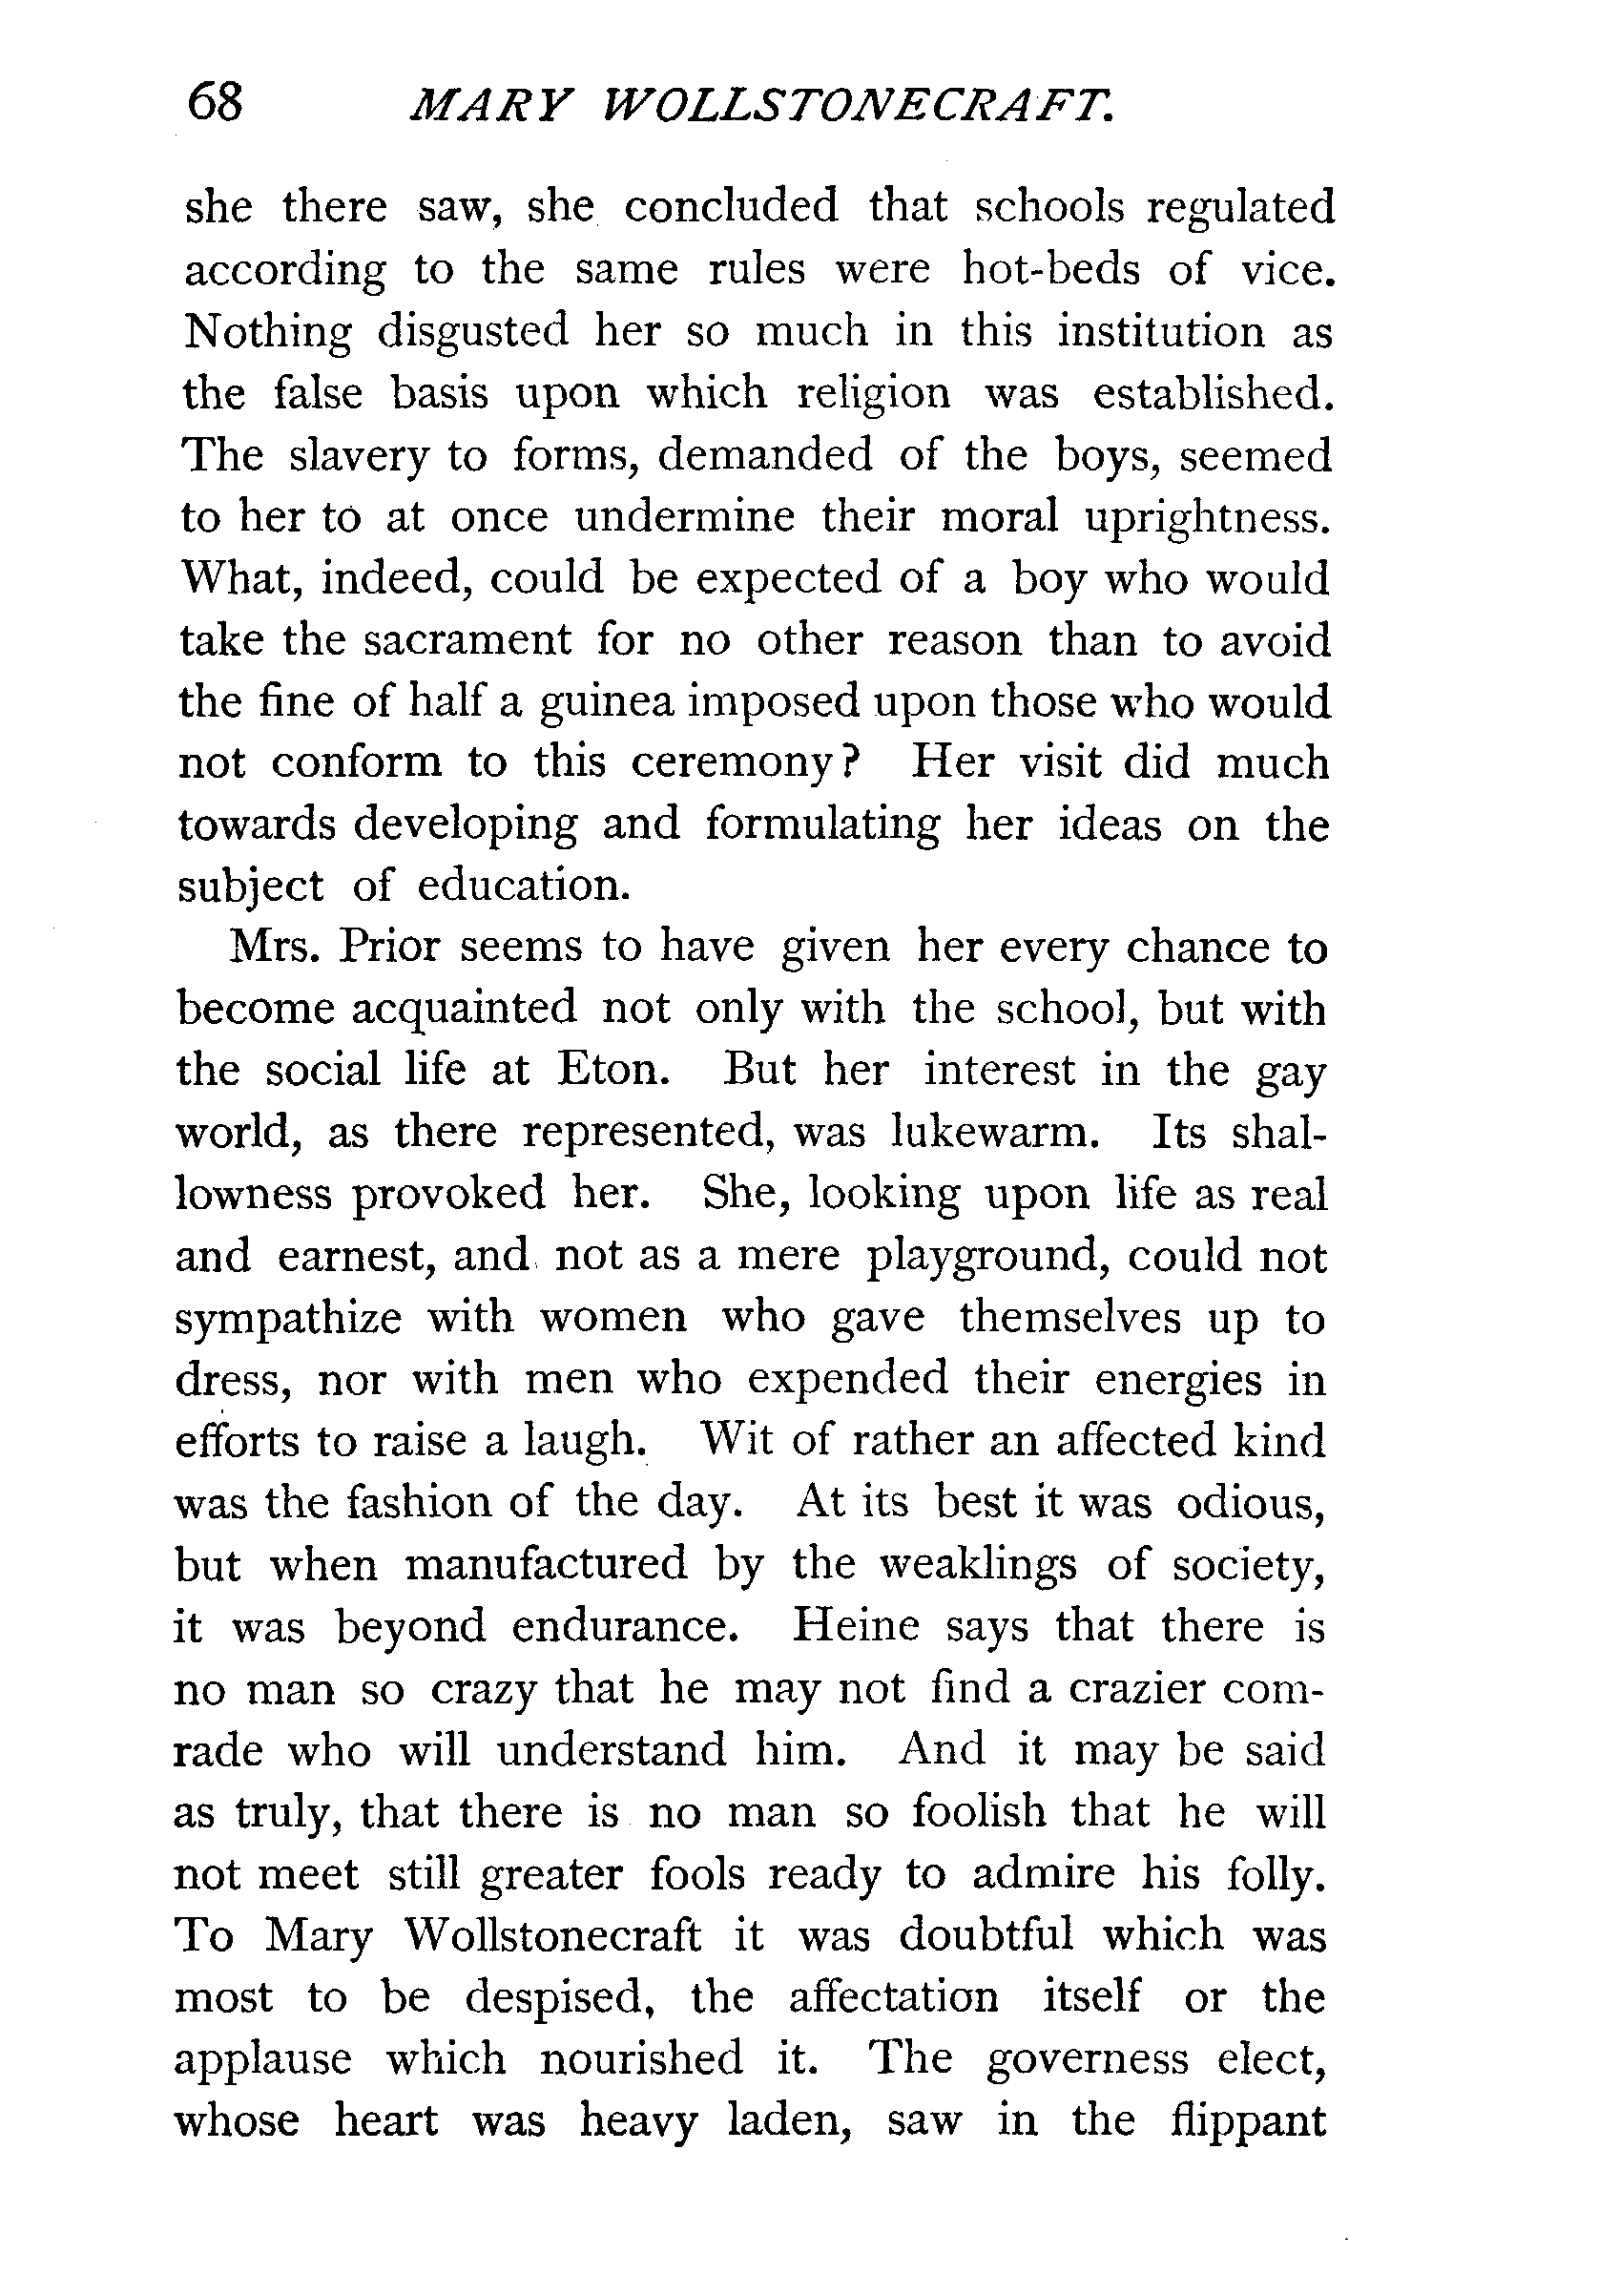 68 MARY WOLLSTONECRAFT.
she there saw, she concluded that schools regulated
according to the same rules were hot-beds of vice.
Nothing disgusted her so much in this institution as
the false basis upon which religion was established.
The slavery to forms, demanded of the boys, seemed
to her to at once undermine their moral uprightness.
What, indeed, could be expected of a boy who would
take the sacrament for no other reason than to avoid
the fine of half a guinea imposed upon those who would
not conform to this ceremony? Her visit did much
towards developing and formulating her ideas on the
subject of education.
Mrs. Prior seems to have given her every chance to
become acquainted not only with the school, but with
the social life at Eton. But her interest in the gay
world, as there represented, was lukewarm. Its shal-
lowness provoked her. She, looking upon life as real
and earnest, and not as a mere playground, could not
sympathize with women who gave themselves up to
dress, nor with men who expended their energies in
efforts to raise a laugh. Wit of rather an affected kind
was the fashion of the day. At its best it was odious,
but when manufactured by the weaklings of society,
it was beyond endurance. Heine says that there is
no man so crazy that he may not find a crazier com-
rade who will understand him. And it may be said
as truly, that there is no man so foolish that he will
not meet still greater fools ready to admire his folly.
To Mary Wollstonecraft it was doubtful which was
most to be despised, the affectation itself or the
applause which nourished it. The governess elect,
whose heart was heavy laden, saw in the flippant